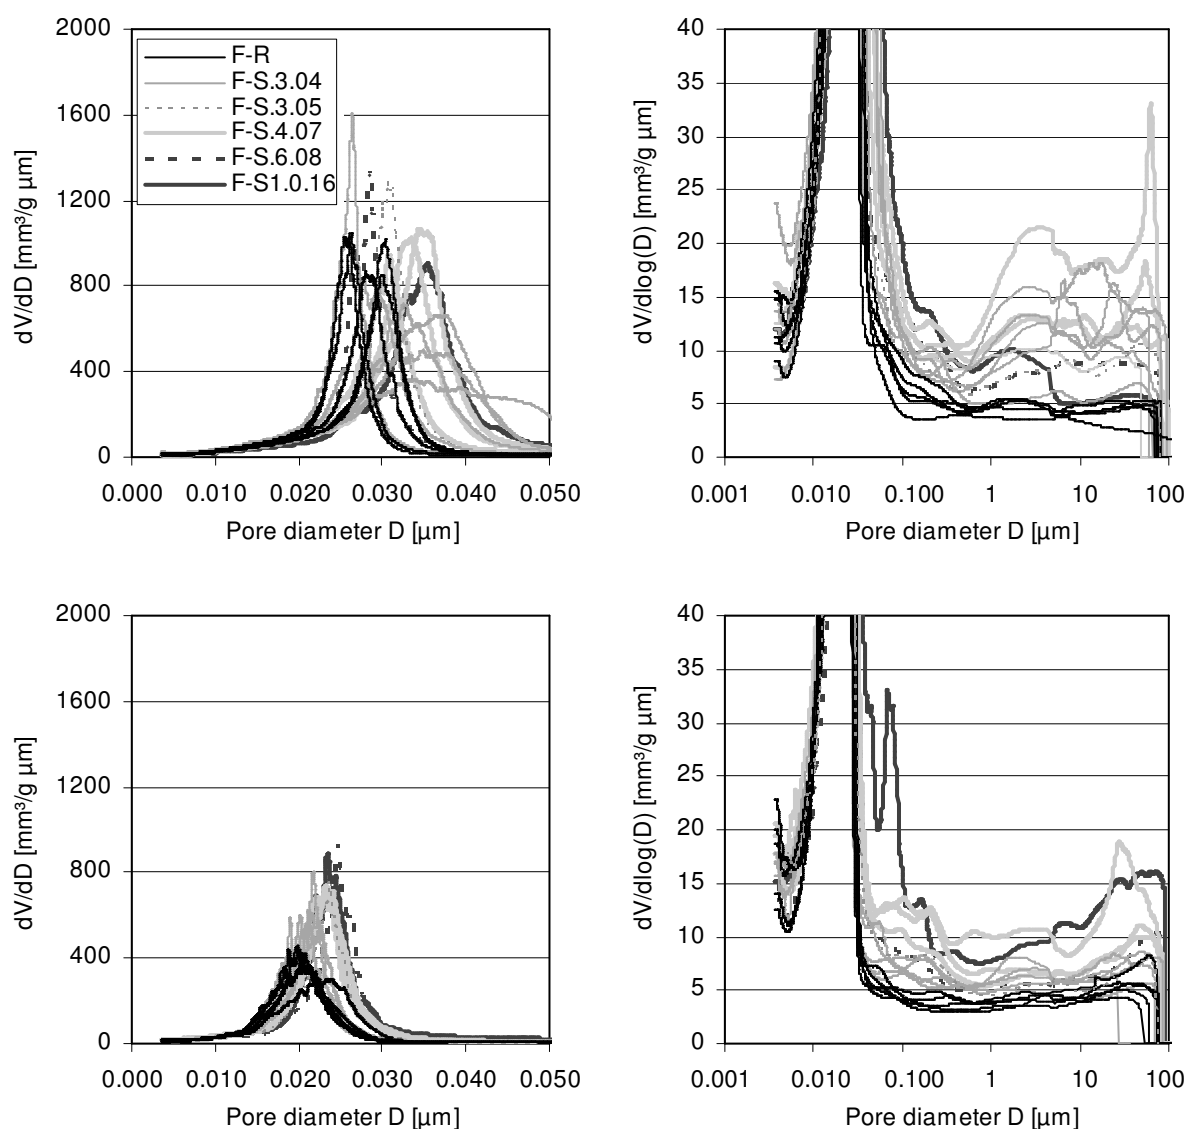 2000
1600
1200
800
400
0
dV/dD [mm³/g µm]
F-R
F-S.3.04
F-S.3.05
F-S.4.07
F-S.6.08
F-S1.0.16
0.000 0.010 0.020 0.030 0.040 0.050
Pore diameter D [µm]
40
35
30
25
20
15
10
5
0
dV/dlog(D) [mm³/g µm]
0.001 0.010 0.100 1 10 100
Pore diameter D [µm]
2000
1600
1200
800
400
0
dV/dD [mm³/g µm]
0.000 0.010 0.020 0.030 0.040 0.050
Pore diameter D [µm]
40
35
30
25
20
15
10
5
0
dV/dlog(D) [mm³/g µm]
0.001 0.010 0.100 1 10 100
Pore diameter D [µm]